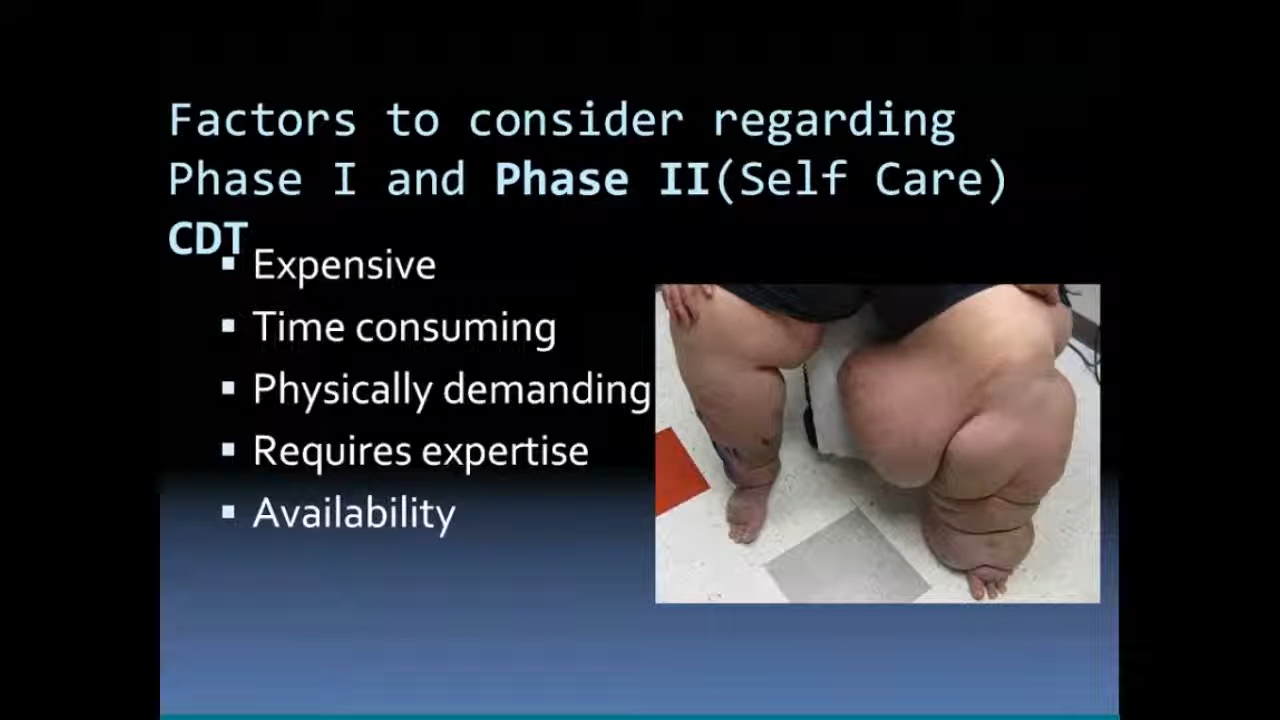 Factors to consider regarding
Phase I and Phase II(Self Care)
CDT
▪ Expensive
▪ Time consuming
▪ Physically demanding
▪ Requires expertise
▪ Availability